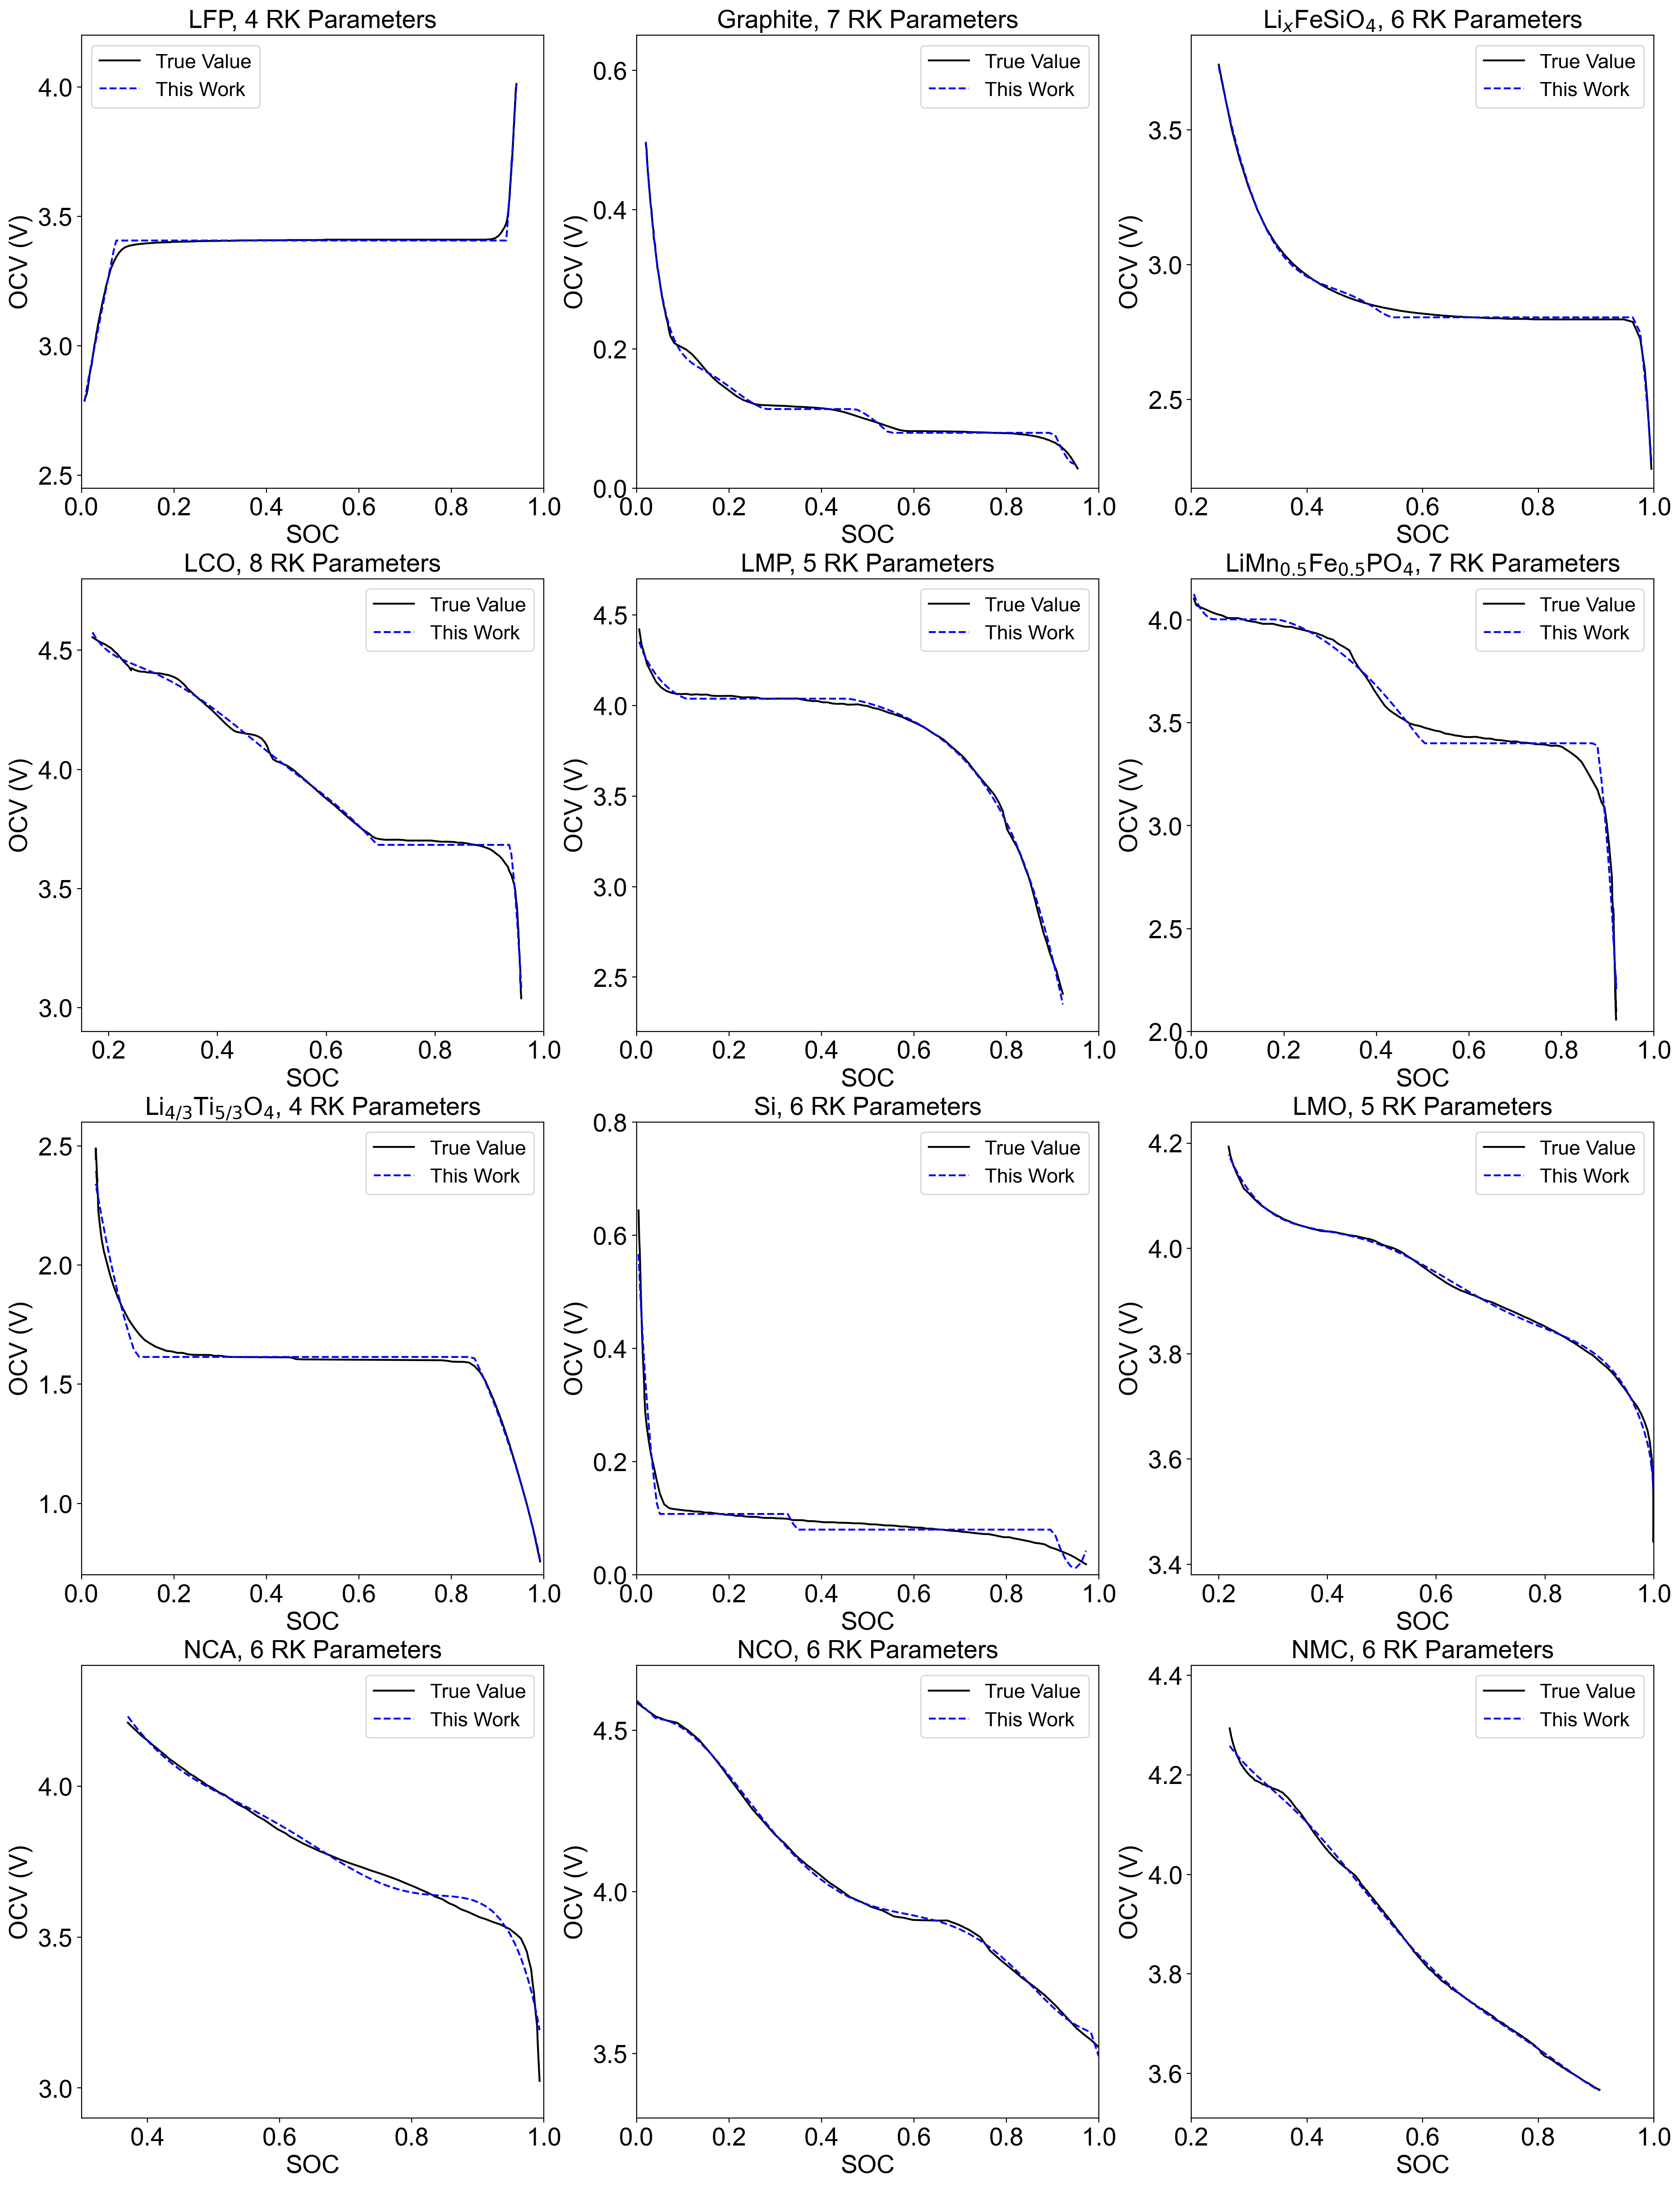 LFP, 4 RK Parameters
True Value
This Work
OCV (V)
4.0
3.5
3.0
2.5
0.0 0.2 0.4 0.6 0.8 1.0
SOC
Graphite, 7 RK Parameters
True Value
This Work
OCV (V)
0.6
0.4
0.2
0.0
0.0 0.2 0.4 0.6 0.8 1.0
SOC
LiₓFeSiO₄, 6 RK Parameters
True Value
This Work
OCV (V)
3.5
3.0
2.5
0.2 0.4 0.6 0.8 1.0
SOC
LCO, 8 RK Parameters
True Value
This Work
OCV (V)
4.5
4.0
3.5
3.0
0.2 0.4 0.6 0.8 1.0
SOC
LMP, 5 RK Parameters
True Value
This Work
OCV (V)
4.5
4.0
3.5
3.0
2.5
0.0 0.2 0.4 0.6 0.8 1.0
SOC
LiMn₀.₅Fe₀.₅PO₄, 7 RK Parameters
True Value
This Work
OCV (V)
4.0
3.5
3.0
2.5
2.0
0.0 0.2 0.4 0.6 0.8 1.0
SOC
Li₄/₃Ti₅/₃O₄, 4 RK Parameters
True Value
This Work
OCV (V)
2.5
2.0
1.5
1.0
0.0 0.2 0.4 0.6 0.8 1.0
SOC
Si, 6 RK Parameters
True Value
This Work
OCV (V)
0.8
0.6
0.4
0.2
0.0
0.0 0.2 0.4 0.6 0.8 1.0
SOC
LMO, 5 RK Parameters
True Value
This Work
OCV (V)
4.2
4.0
3.8
3.6
3.4
0.2 0.4 0.6 0.8 1.0
SOC
NCA, 6 RK Parameters
True Value
This Work
OCV (V)
4.0
3.5
3.0
0.4 0.6 0.8 1.0
SOC
NCO, 6 RK Parameters
True Value
This Work
OCV (V)
4.5
4.0
3.5
0.0 0.2 0.4 0.6 0.8 1.0
SOC
NMC, 6 RK Parameters
True Value
This Work
OCV (V)
4.4
4.2
4.0
3.8
3.6
0.2 0.4 0.6 0.8 1.0
SOC